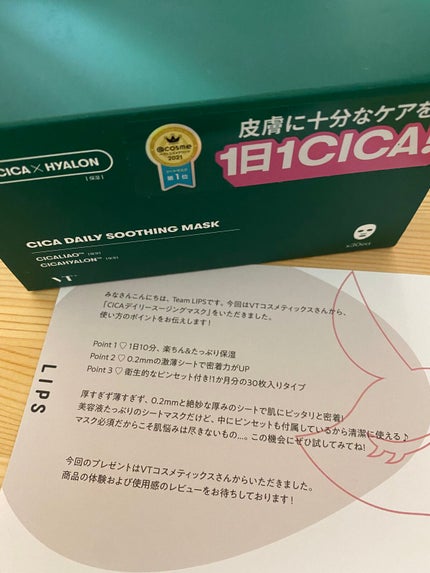 皮膚に十分なケアを
1日1CICA!
CICA×HYALON
[保湿]
@cosme
2021
第1位
CICA DAILY SOOTHING MASK
CICALIAO™ [保湿]
CICAHYALON™ [保湿]
VT
x30ea
LIPS
みなさんこんにちは、Team LIPSです。今回はVTコスメティックスさんから、
「CICAデイリースージングマスク」をいただきました。
使い方のポイントをお伝えします!
Point 1 ♡ 1日10分、楽ちん&たっぷり保湿
Point 2 ♡ 0.2mmの激薄シートで密着力がUP
Point 3 ♡ 衛生的なピンセット付き!1か月分の30枚入りタイプ
厚すぎず薄すぎず、0.2mmと絶妙な厚みのシートで肌にピッタリと密着!
美容液たっぷりのシートマスクだけど、中にピンセットも付属しているから清潔に使える♪
マスク必須だからこそ肌悩みは尽きないもの...。この機会にぜひ試してみてね!
今回のプレゼントはVTコスメティックスさんからいただきました。
商品の体験および使用感のレビューをお待ちしております!